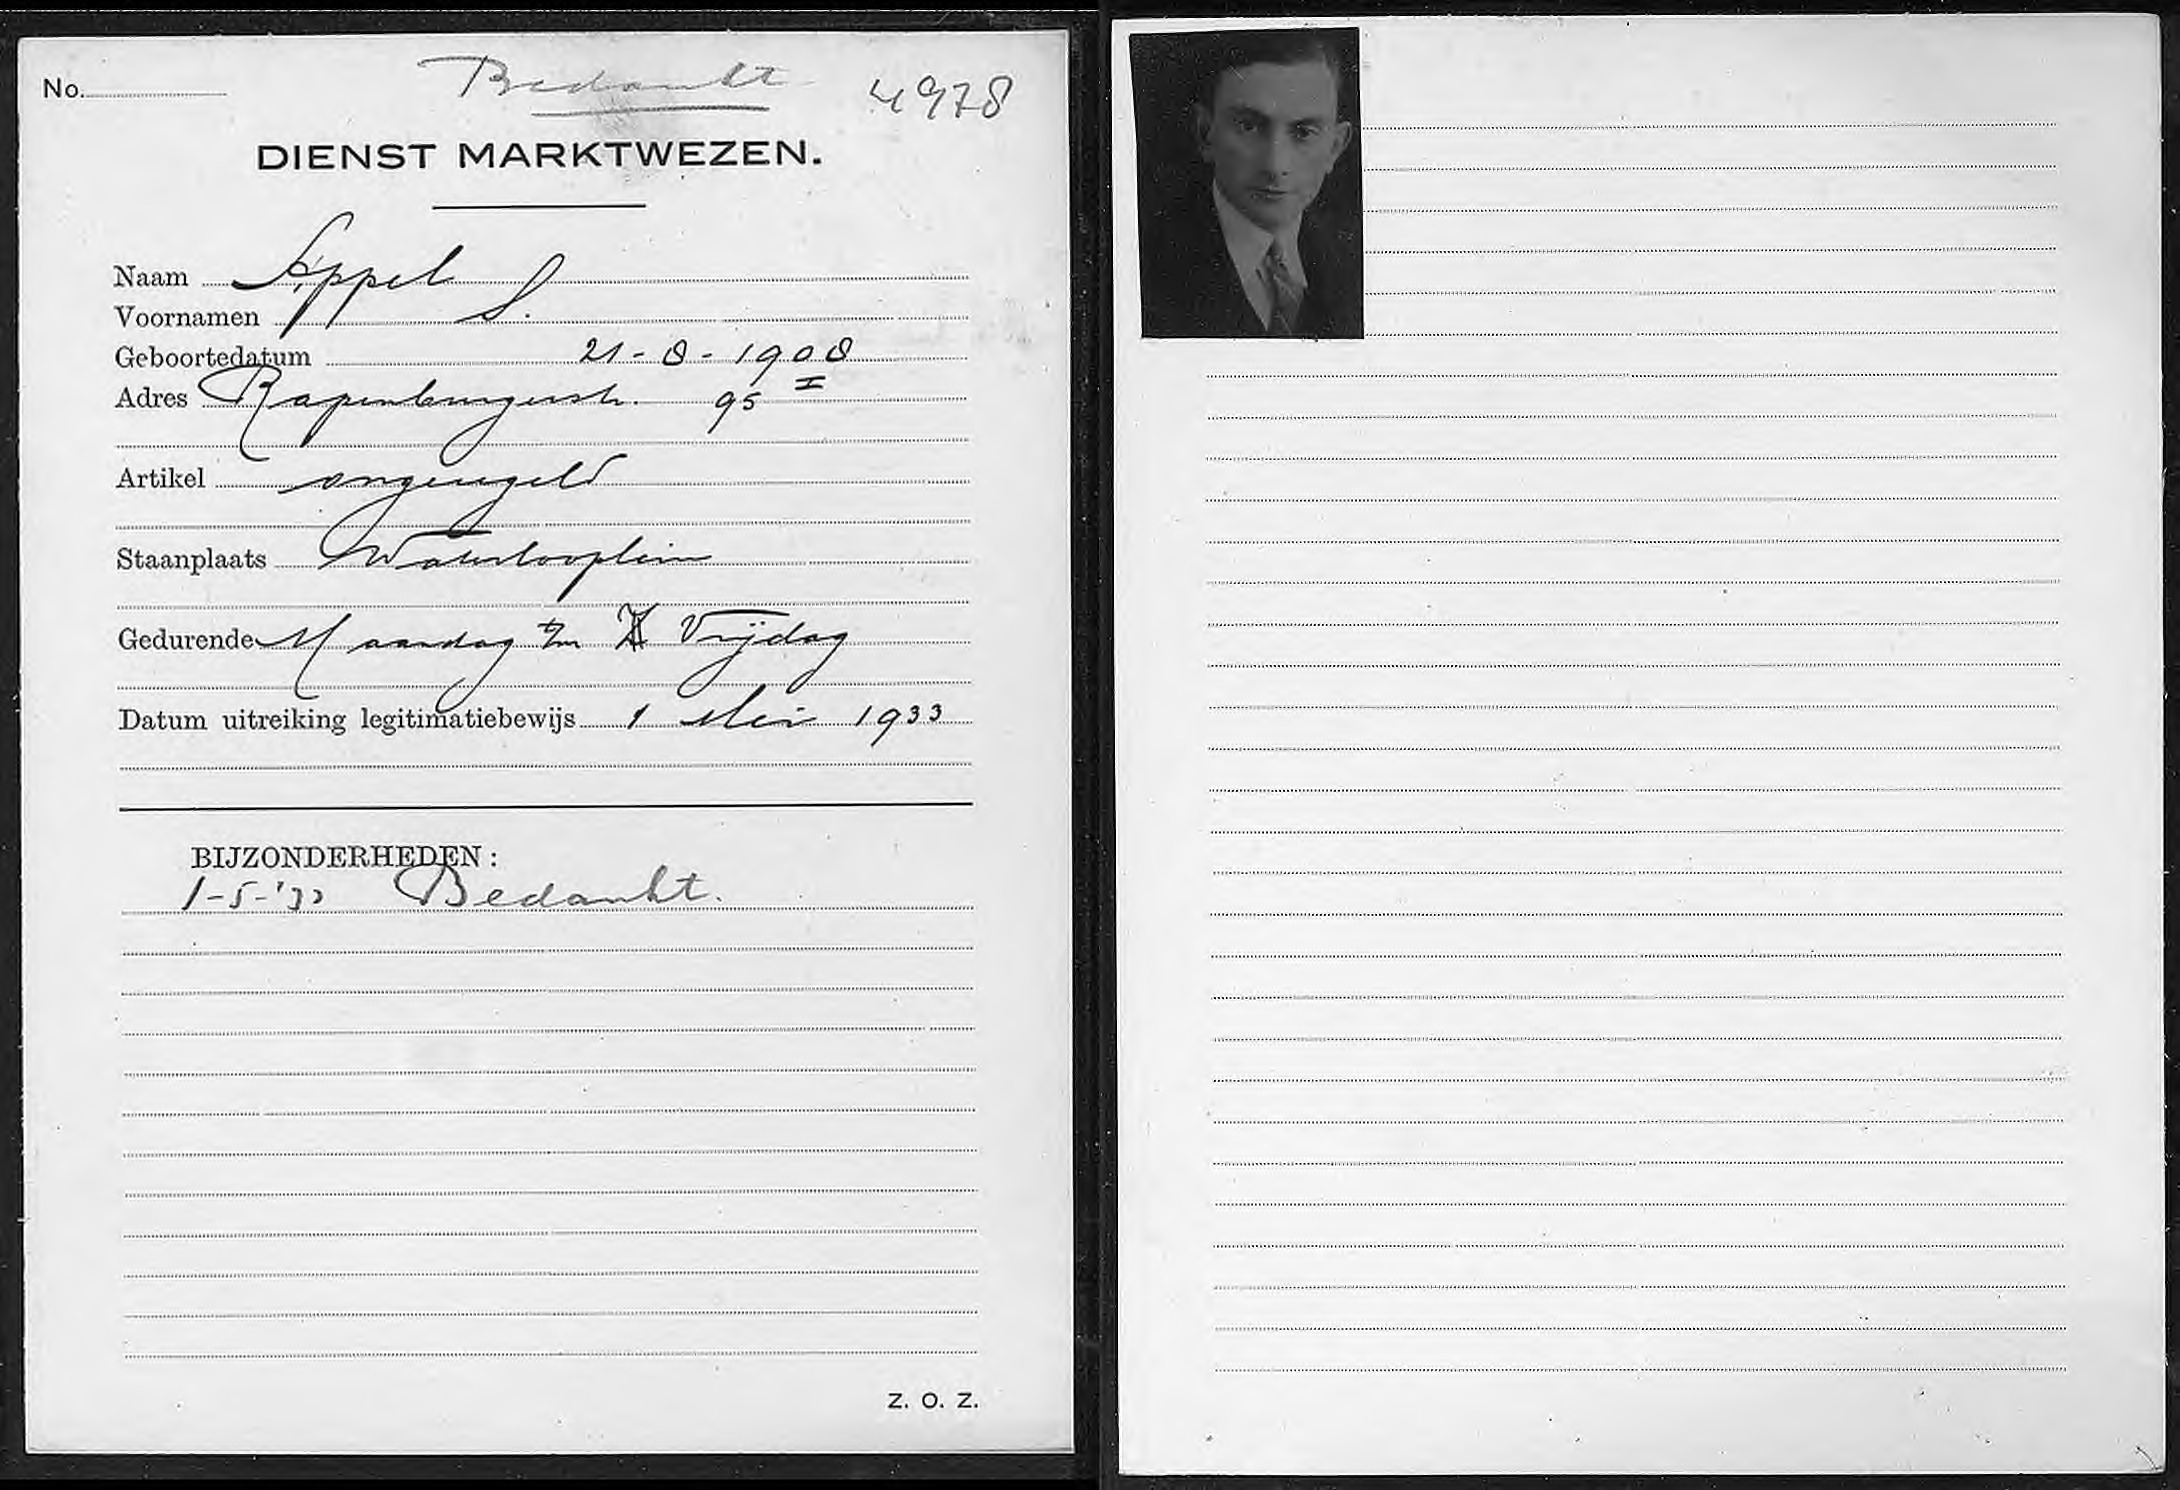 No.
Bedankt
4978
DIENST MARKTWEZEN.
Naam Appel
Voornamen S.
Geboortedatum 21-8-1908
Adres Rapenburgerstr. 95 I
Artikel ongeregeld
Staanplaats Waterlooplein
Gedurende Maandag t/m Vrijdag
Datum uitreiking legitimatiebewijs 1 Mei 1933
BIJZONDERHEDEN:
1-5-'33 Bedankt.
Z. O. Z.